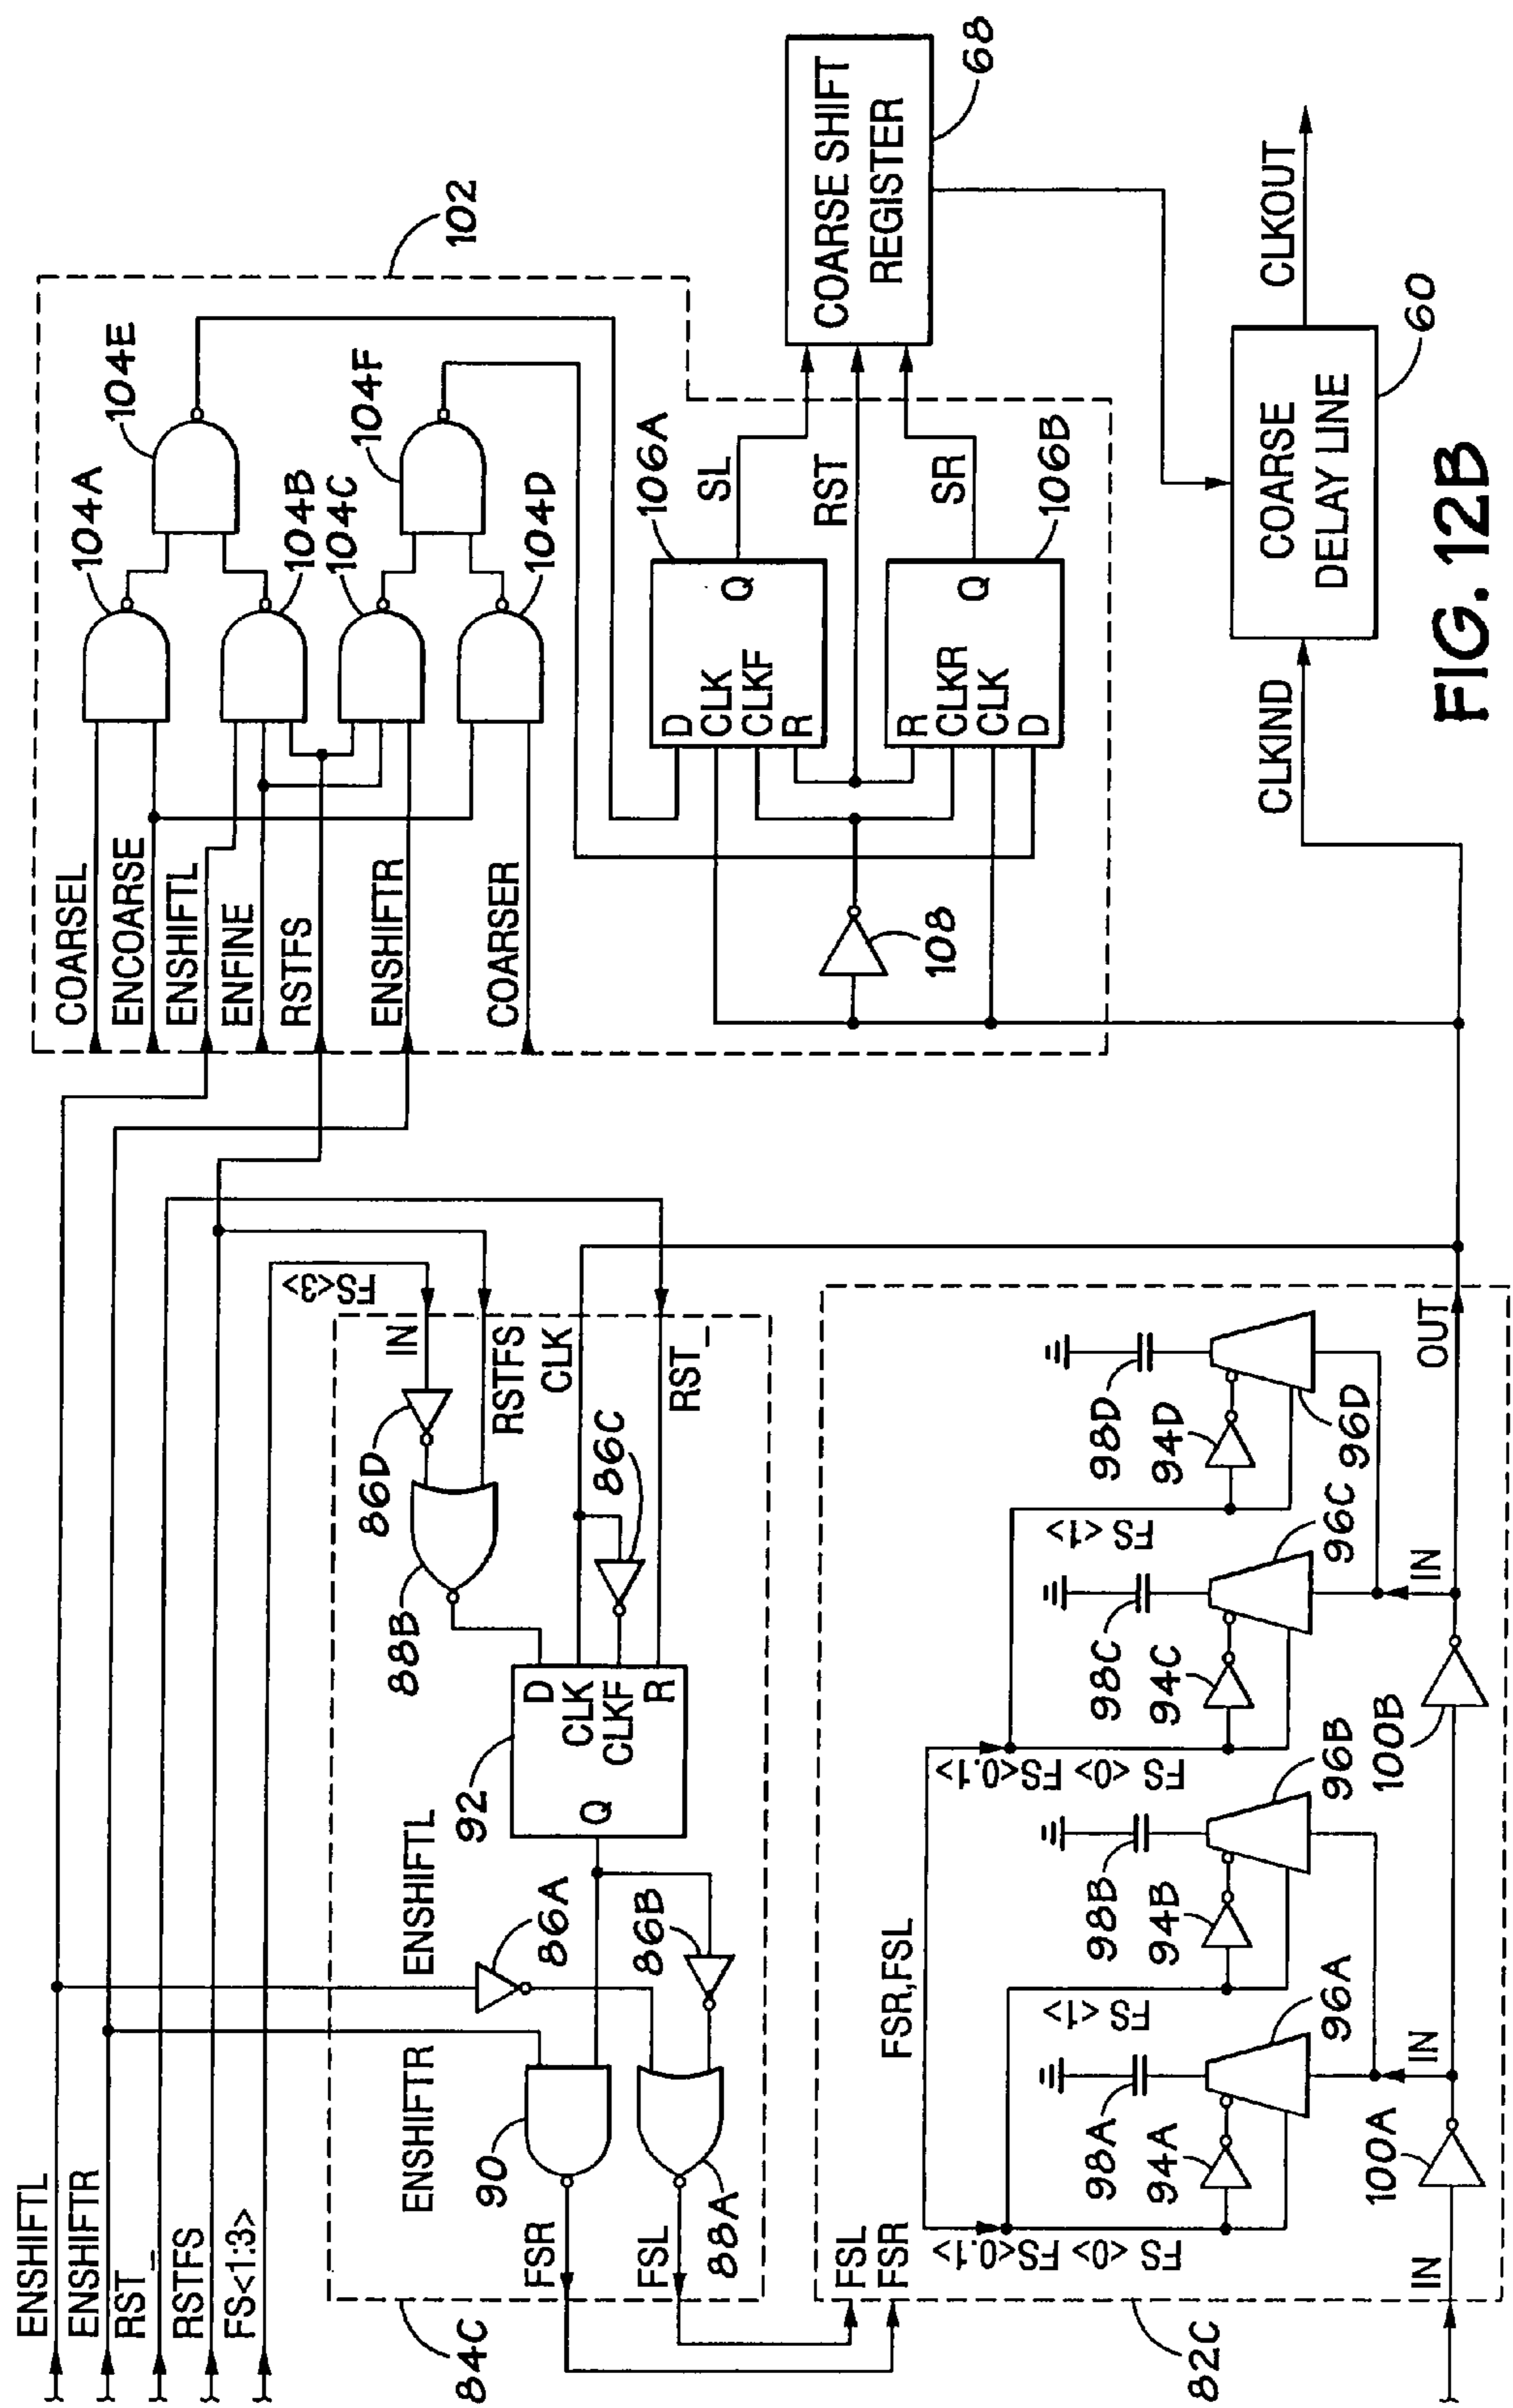 ENSHIFTL
ENSHIFTR
RST_
RSTFS
FS<1:3>
84C
ENSHIFTR
ENSHIFTL
90
FSR
FSL
88A
86A
86B
92
Q
D
CLK
CLKF
R
88B
86D
86C
IN
RSTFS
CLK
RST_
FS<3>
82C
FSL
FSR
IN
FSR,FSL
FS<0.1>
FS<0>
FS<1>
98A
94A
96A
100A
IN
98B
94B
96B
FS<0.1>
FS<0>
FS<1>
98C
94C
96C
100B
IN
98D
94D
96D
OUT
102
COARSEL
ENCOARSE
ENSHIFTL
ENFINE
RSTFS
ENSHIFTR
COARSER
104A
104B
104C
104D
104E
104F
106A
D
CLK
CLKF
R
Q
SL
RST
SR
R
CLKR
CLK
D
Q
106B
108
COARSE SHIFT
REGISTER
68
CLKIND
COARSE
DELAY LINE
60
CLKOUT
FIG. 12B